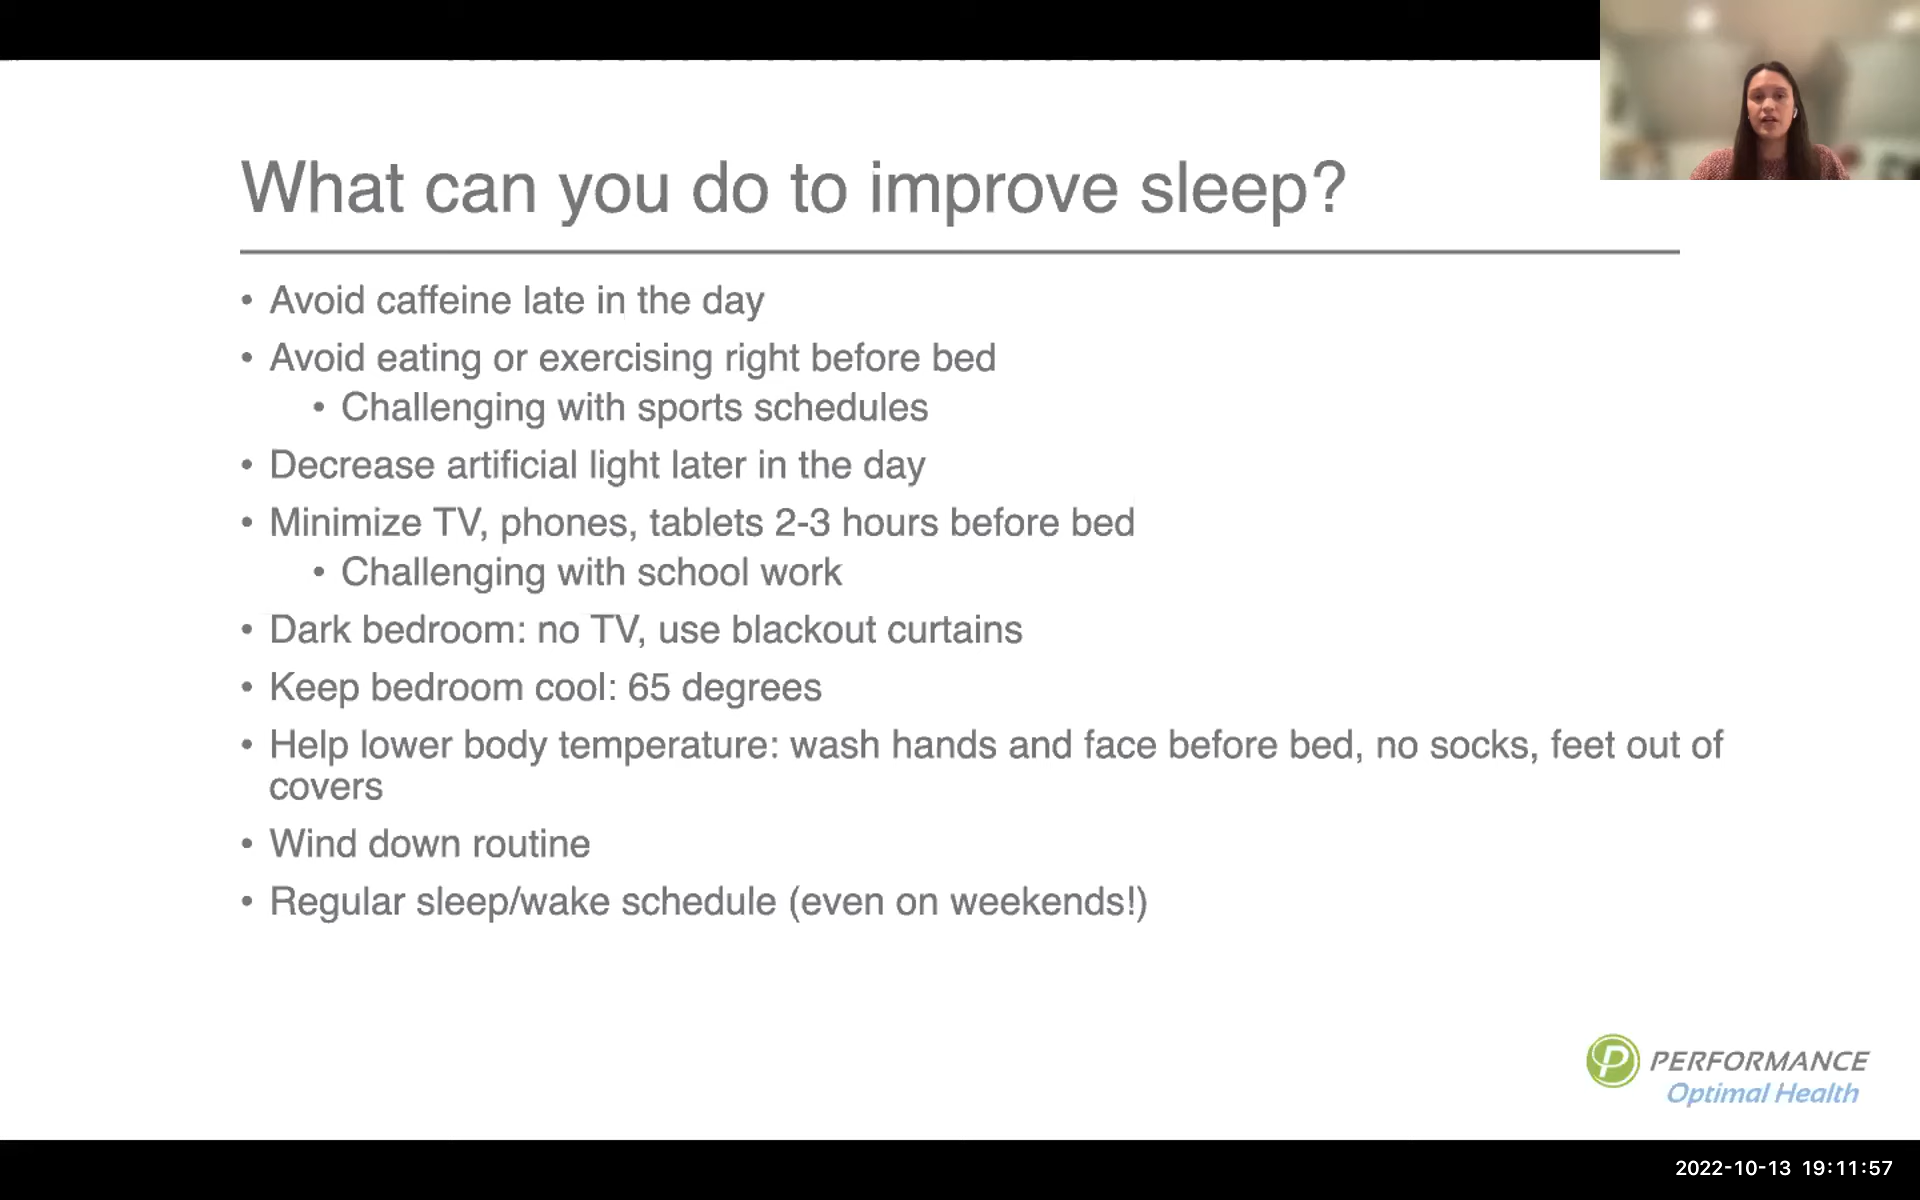 What can you do to improve sleep?
• Avoid caffeine late in the day
• Avoid eating or exercising right before bed
• Challenging with sports schedules
• Decrease artificial light later in the day
• Minimize TV, phones, tablets 2-3 hours before bed
• Challenging with school work
• Dark bedroom: no TV, use blackout curtains
• Keep bedroom cool: 65 degrees
• Help lower body temperature: wash hands and face before bed, no socks, feet out of
covers
• Wind down routine
• Regular sleep/wake schedule (even on weekends!)
P PERFORMANCE
Optimal Health
2022-10-13 19:11:57